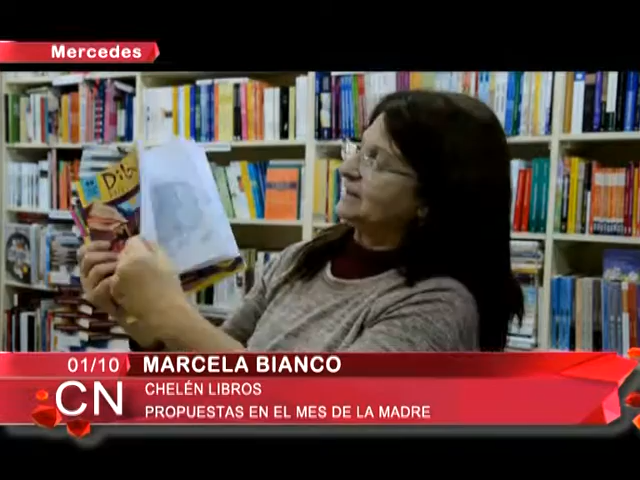 Mercedes
01/10
MARCELA BIANCO
CN
CHELÉN LIBROS
PROPUESTAS EN EL MES DE LA MADRE